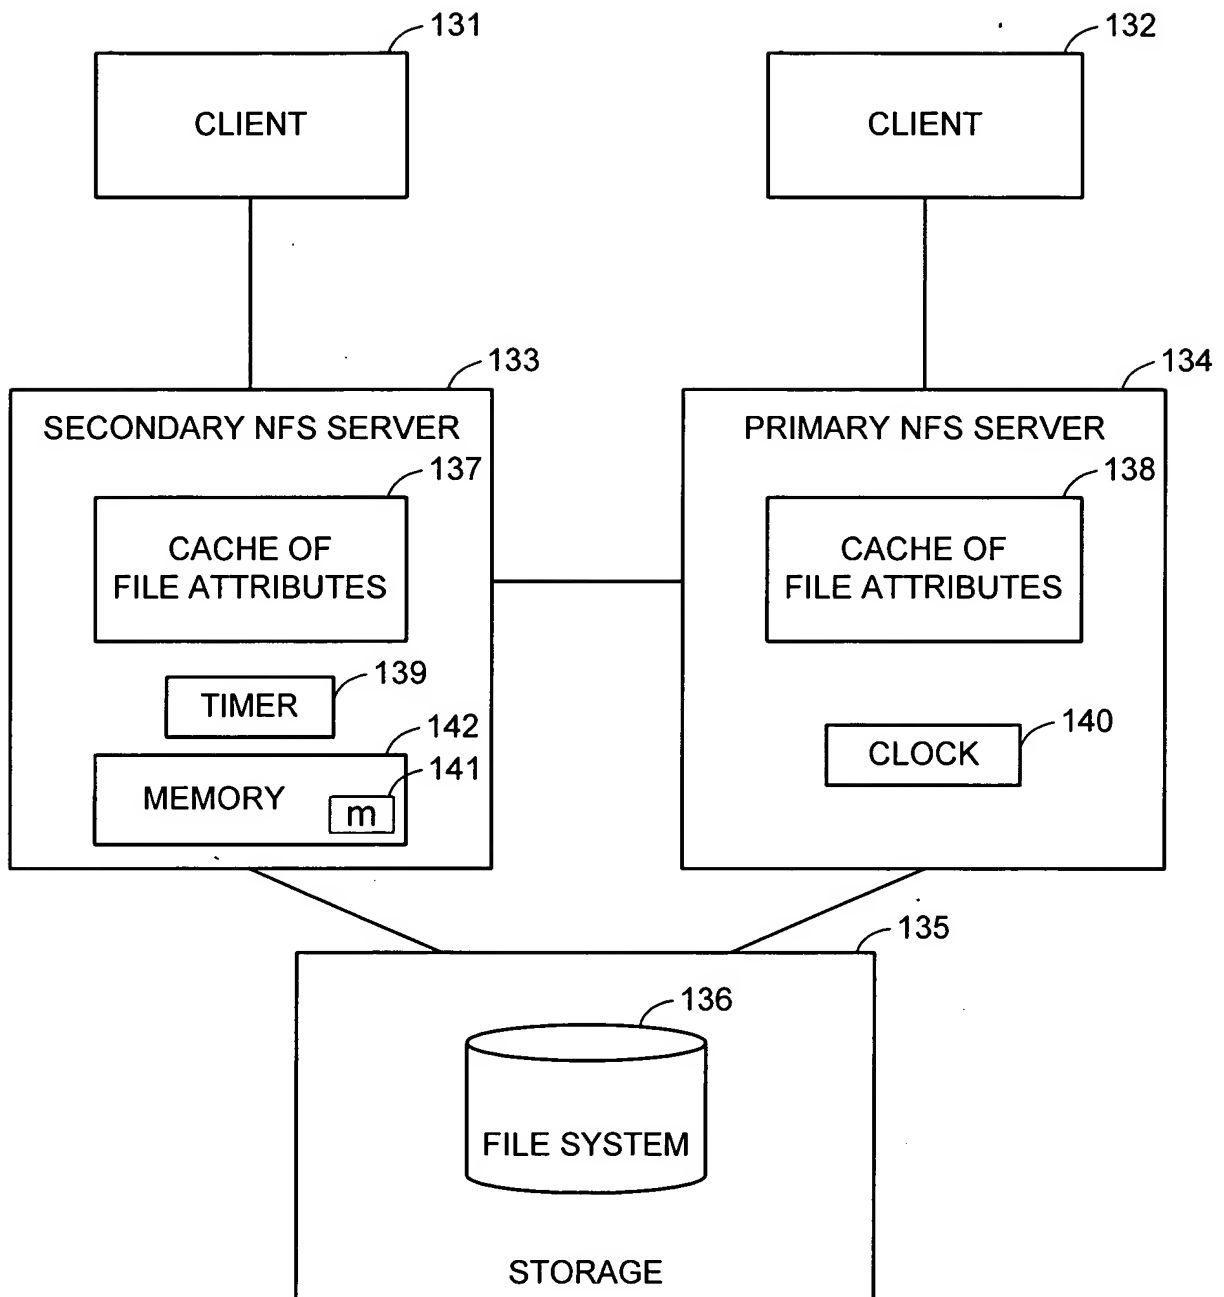 131
132
CLIENT
CLIENT
133
134
SECONDARY NFS SERVER
PRIMARY NFS SERVER
137
138
CACHE OF
FILE ATTRIBUTES
CACHE OF
FILE ATTRIBUTES
139
TIMER
142
140
CLOCK
141
MEMORY
m
135
136
FILE SYSTEM
STORAGE